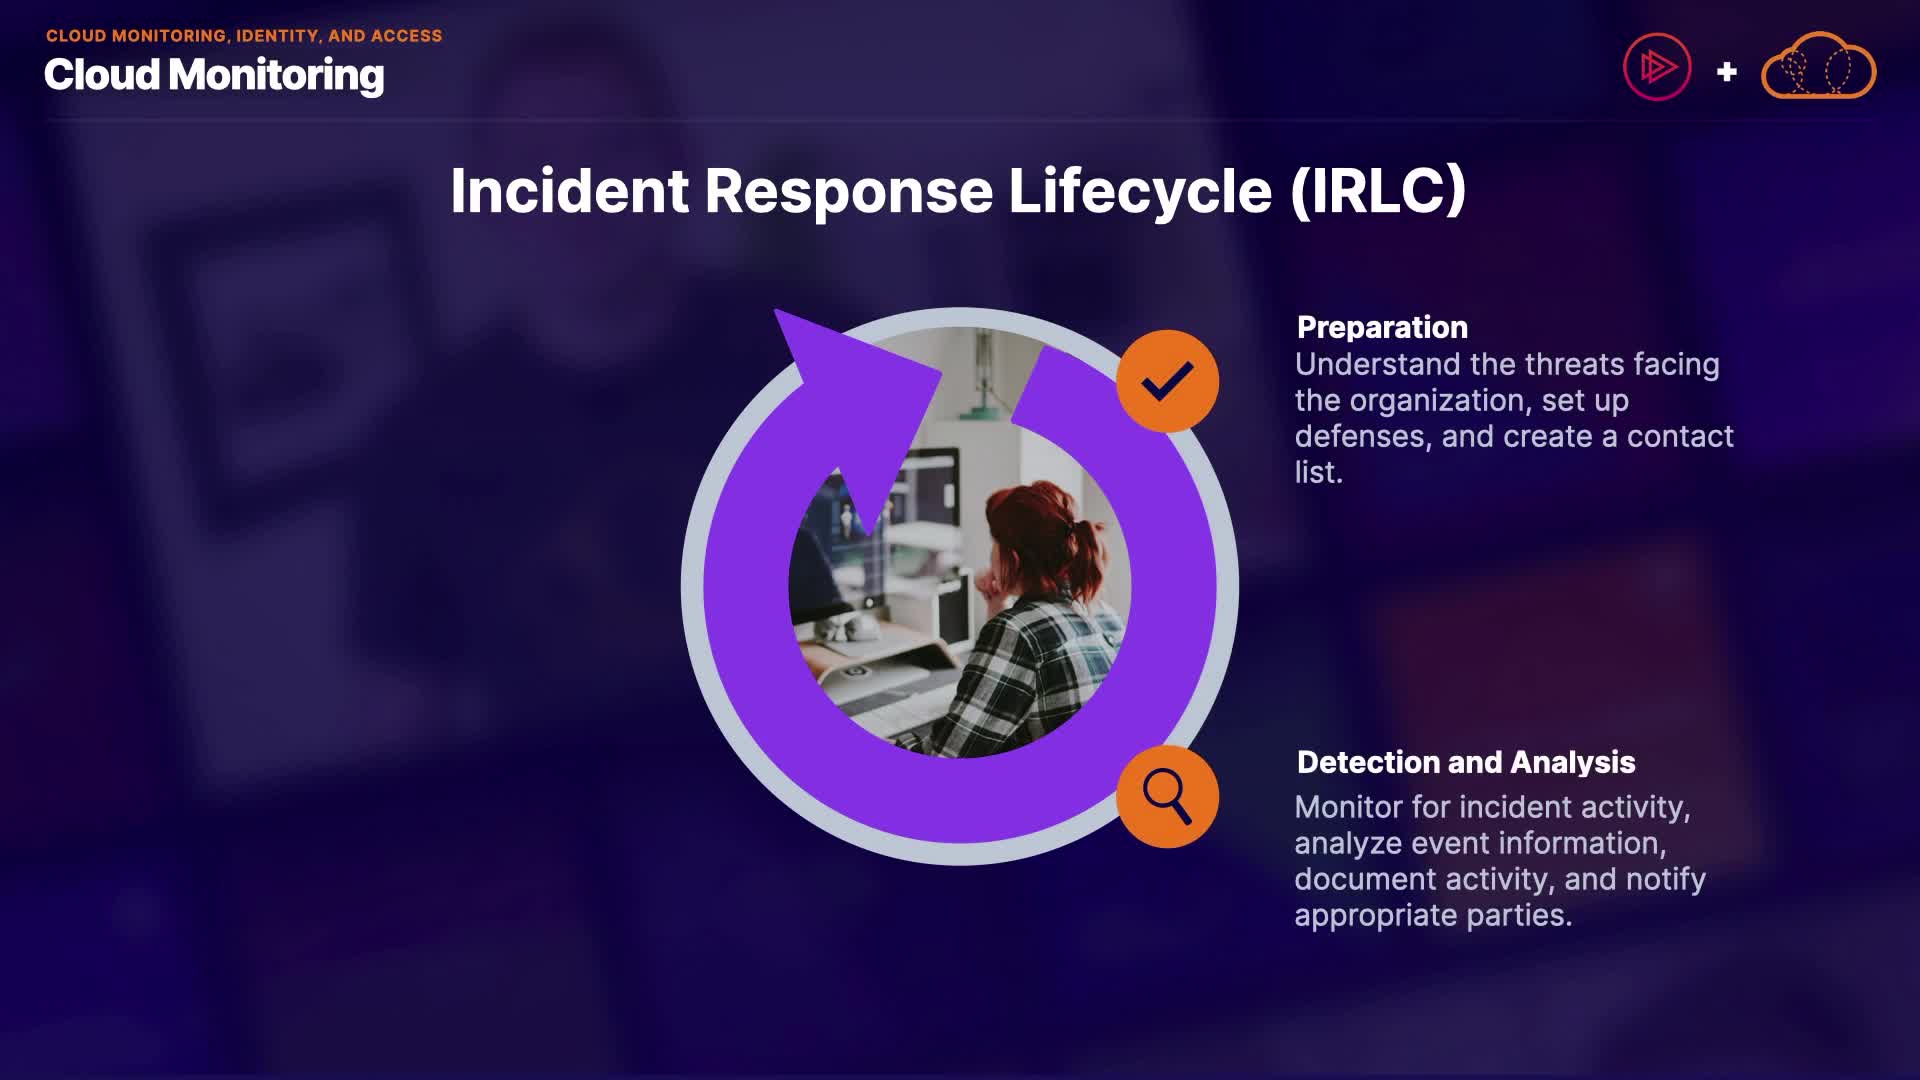 CLOUD MONITORING, IDENTITY, AND ACCESS
Cloud Monitoring
Incident Response Lifecycle (IRLC)
Preparation
Understand the threats facing
the organization, set up
defenses, and create a contact
list.
Detection and Analysis
Monitor for incident activity,
analyze event information,
document activity, and notify
appropriate parties.